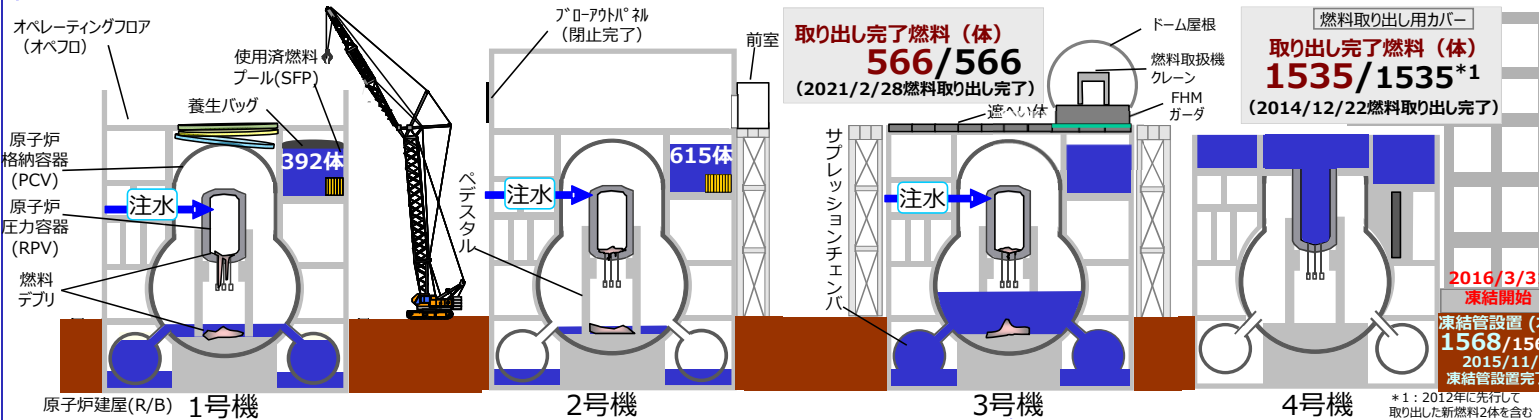 オペレーティングフロア
(オペフロ)
使用済燃料
プール(SFP)
養生バッグ
原子炉
格納容器
(PCV)
392体
注水
原子炉
圧力容器
(RPV)
燃料
デブリ
原子炉建屋(R/B)
1号機
ブローアウトパネル
(閉止完了)
前室
615体
注水
ペデスタル
2号機
取り出し完了燃料(体)
566/566
(2021/2/28燃料取り出し完了)
ドーム屋根
燃料取扱機
クレーン
FHM
ガーダ
遮へい体
注水
サプレッションチェンバ
3号機
燃料取り出し用カバー
取り出し完了燃料(体)
1535/1535*1
(2014/12/22燃料取り出し完了)
4号機
2016/3/3
凍結開始
凍結管設置
1568/156
2015/11/
凍結管設置完了
*1:2012年に先行して
取り出した新燃料2体を含む